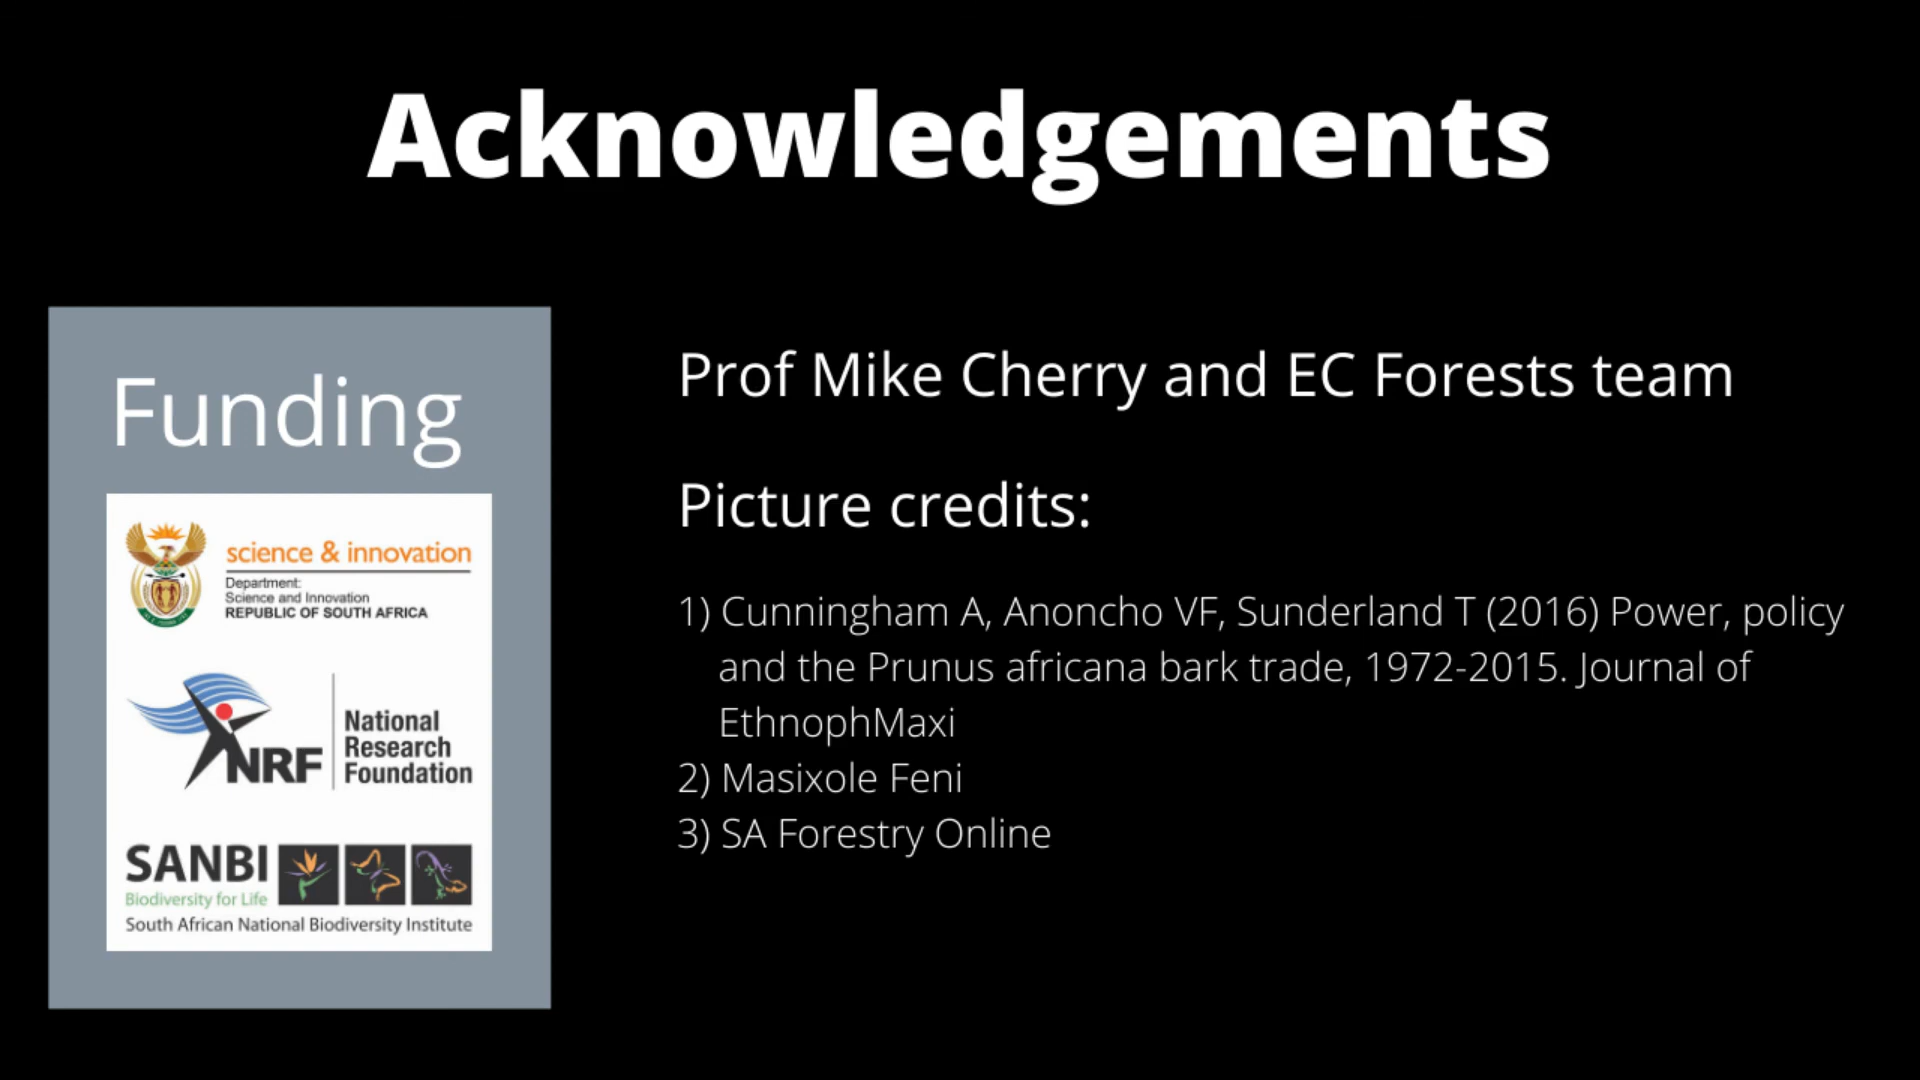 Acknowledgements
Funding
science & innovation
Department:
Science and Innovation
REPUBLIC OF SOUTH AFRICA
NRF
National
Research
Foundation
SANBI
Biodiversity for Life
South African National Biodiversity Institute
Prof Mike Cherry and EC Forests team
Picture credits:
1) Cunningham A, Anoncho VF, Sunderland T (2016) Power, policy
and the Prunus africana bark trade, 1972-2015. Journal of
EthnophMaxi
2) Masixole Feni
3) SA Forestry Online